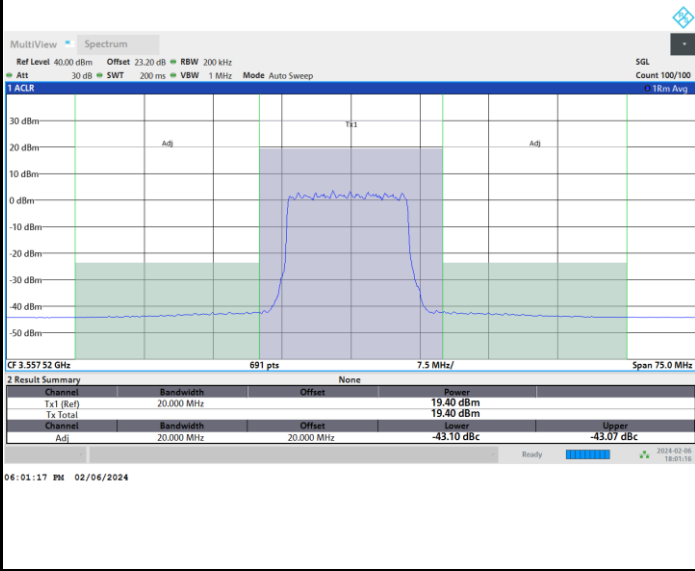 MultiView Spectrum
Ref Level 40.00 dBm Offset 23.20 dB RBW 200 kHz SGL
Att 30 dB SWT 200 ms VBW 1 MHz Mode Auto Sweep Count 100/100
1 ACLR 1Rm Avg
Tx1
30 dBm
Adj Adj
20 dBm
10 dBm
0 dBm
-10 dBm
-20 dBm
-30 dBm
-40 dBm
-50 dBm
CF 3.55752 GHz 691 pts 7.5 MHz/ Span 75.0 MHz
2 Result Summary None
Channel Bandwidth Offset Power
Tx1 (Ref) 20.000 MHz 19.40 dBm
Tx Total 19.40 dBm
Channel Bandwidth Offset Lower Upper
Adj 20.000 MHz 20.000 MHz -43.10 dBc -43.07 dBc
Ready 2024-02-06
18:01:18
06:01:17 PM 02/06/2024